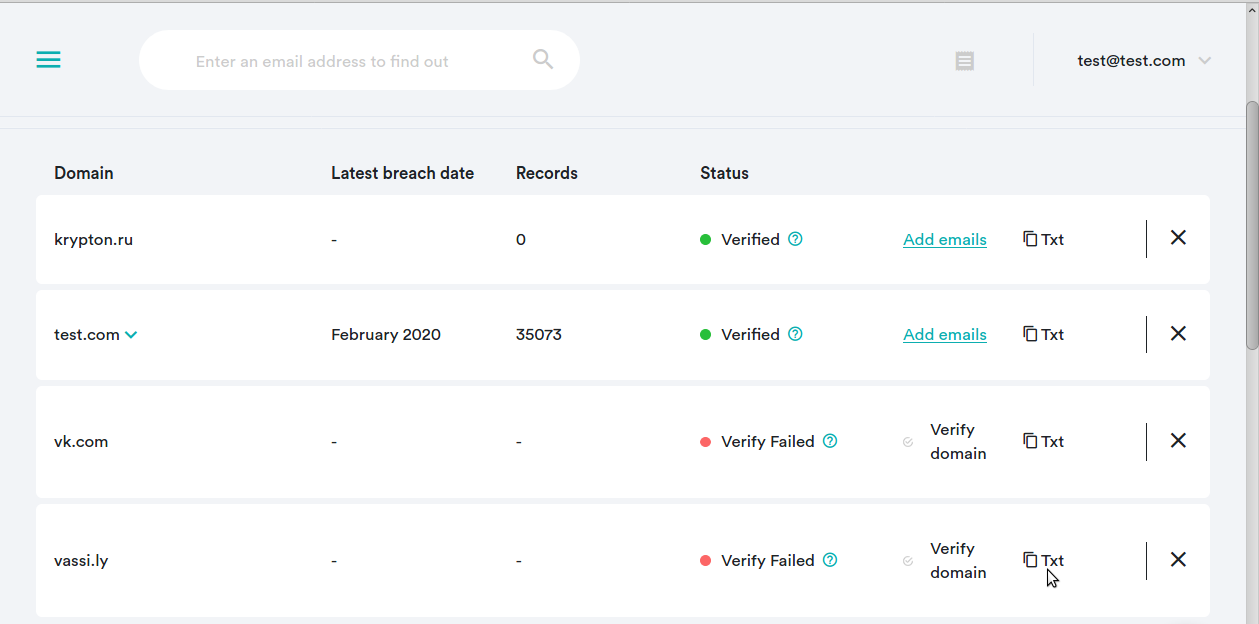 Enter an email address to find out
test@test.com
Domain Latest breach date Records Status
krypton.ru - 0 Verified Add emails Txt
test.com February 2020 35073 Verified Add emails Txt
vk.com - - Verify Failed Verify domain Txt
vassi.ly - - Verify Failed Verify domain Txt